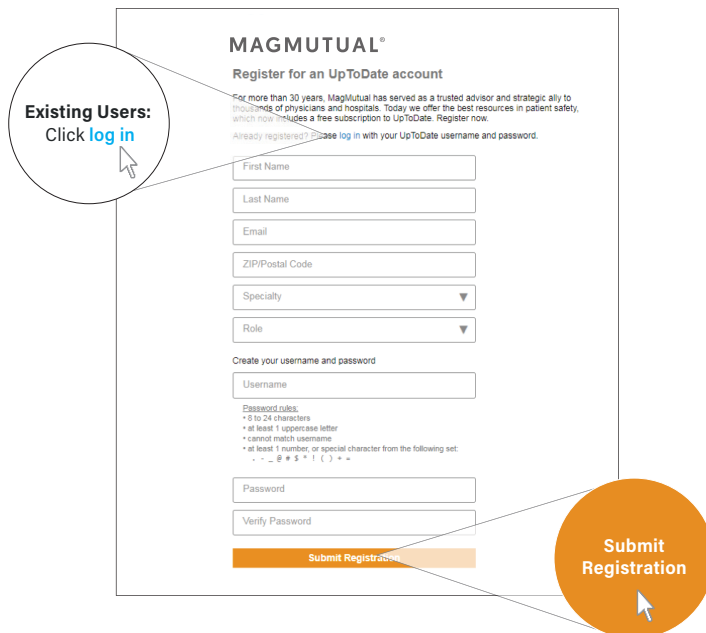 MAGMUTUAL®
Register for an UpToDate account
For more than 30 years, MagMutual has served as a trusted advisor and strategic ally to
thousands of physicians and hospitals. Today we offer the best resources in patient safety,
which now includes a free subscription to UpToDate. Register now.
Already registered? Please log in with your UpToDate username and password.
Existing Users:
Click log in
First Name
Last Name
Email
ZIP/Postal Code
Specialty
Role
Create your username and password
Username
Password rules:
• 8 to 24 characters
• at least 1 uppercase letter
• cannot match username
• at least 1 number, or special character from the following set:
. - _ @ # $ * ! ( ) + =
Password
Verify Password
Submit Registration
Submit
Registration